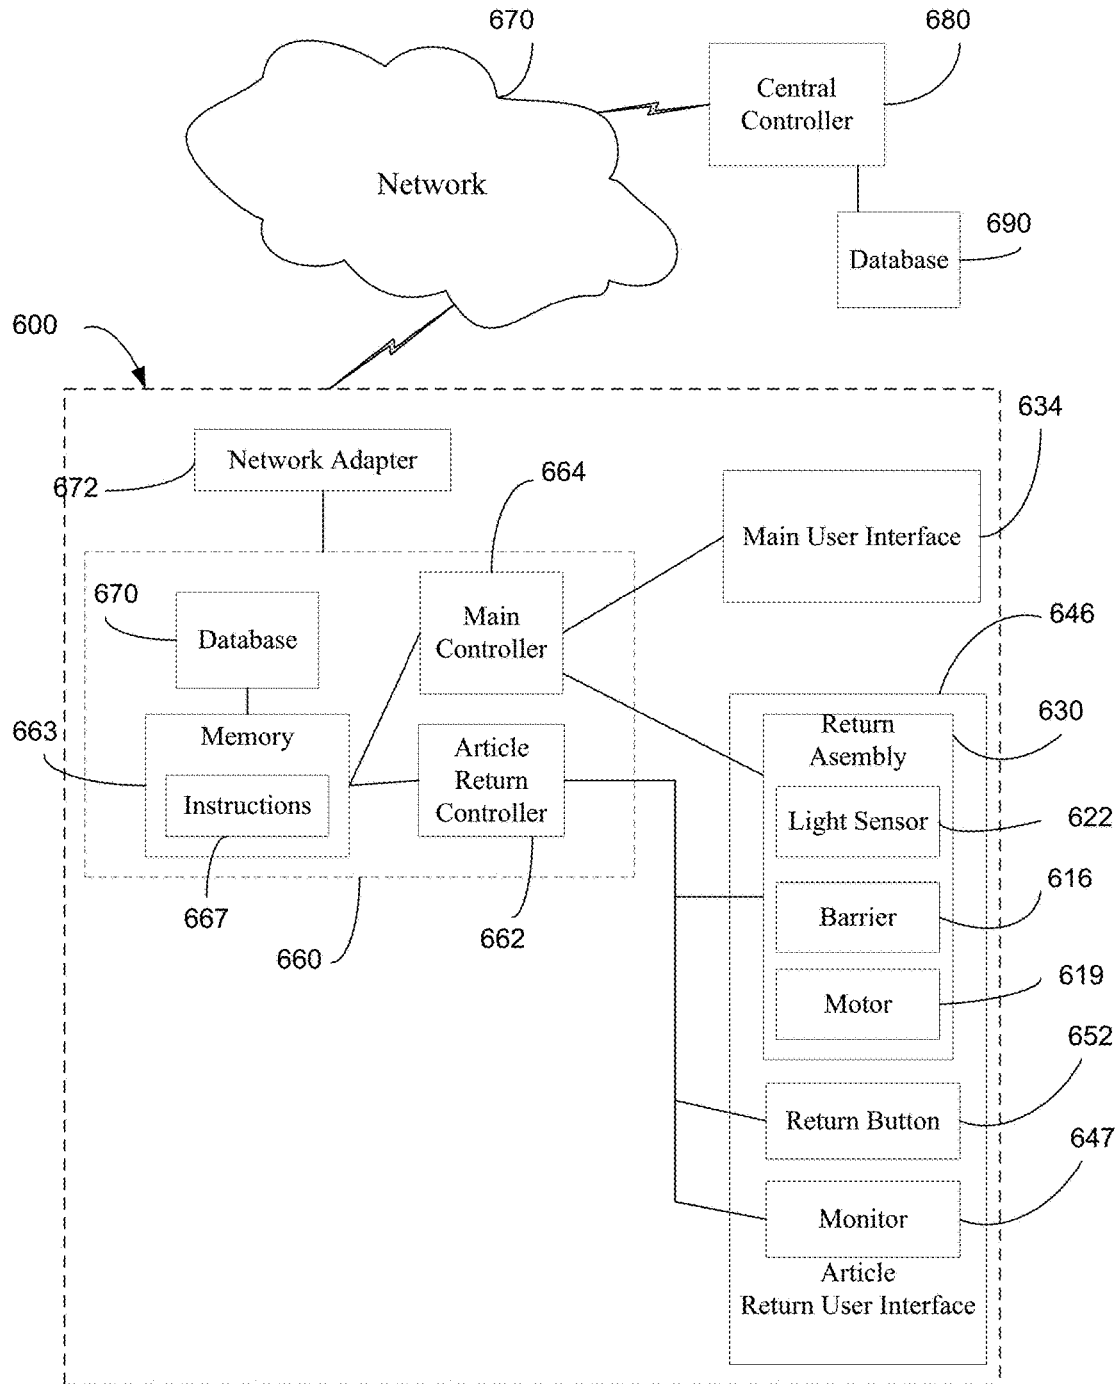 670
680
Central
Controller
Network
690
Database
600
634
Network Adapter
672
664
Main User Interface
670
Database
Main
Controller
646
663
Memory
Instructions
Article
Return
Controller
630
Return
Asembly
Light Sensor
622
667
662
660
616
Barrier
619
Motor
652
Return Button
647
Monitor
Article
Return User Interface